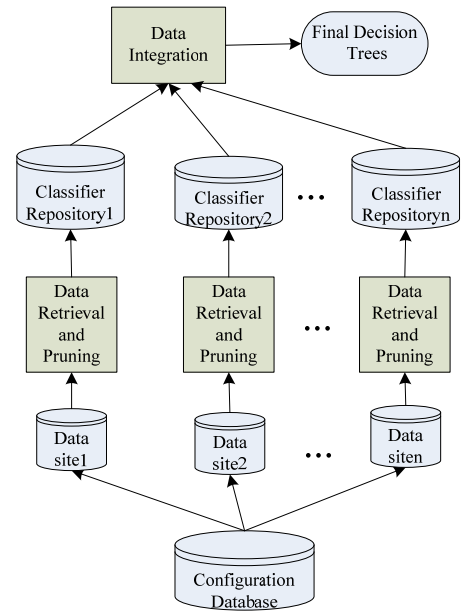 Data
Integration
Final Decision
Trees
Classifier
Repository1
Classifier
Repository2
...
Classifier
Repositoryn
Data
Retrieval
and
Pruning
Data
Retrieval
and
Pruning
...
Data
Retrieval
and
Pruning
Data
site1
Data
site2
...
Data
siten
Configuration
Database